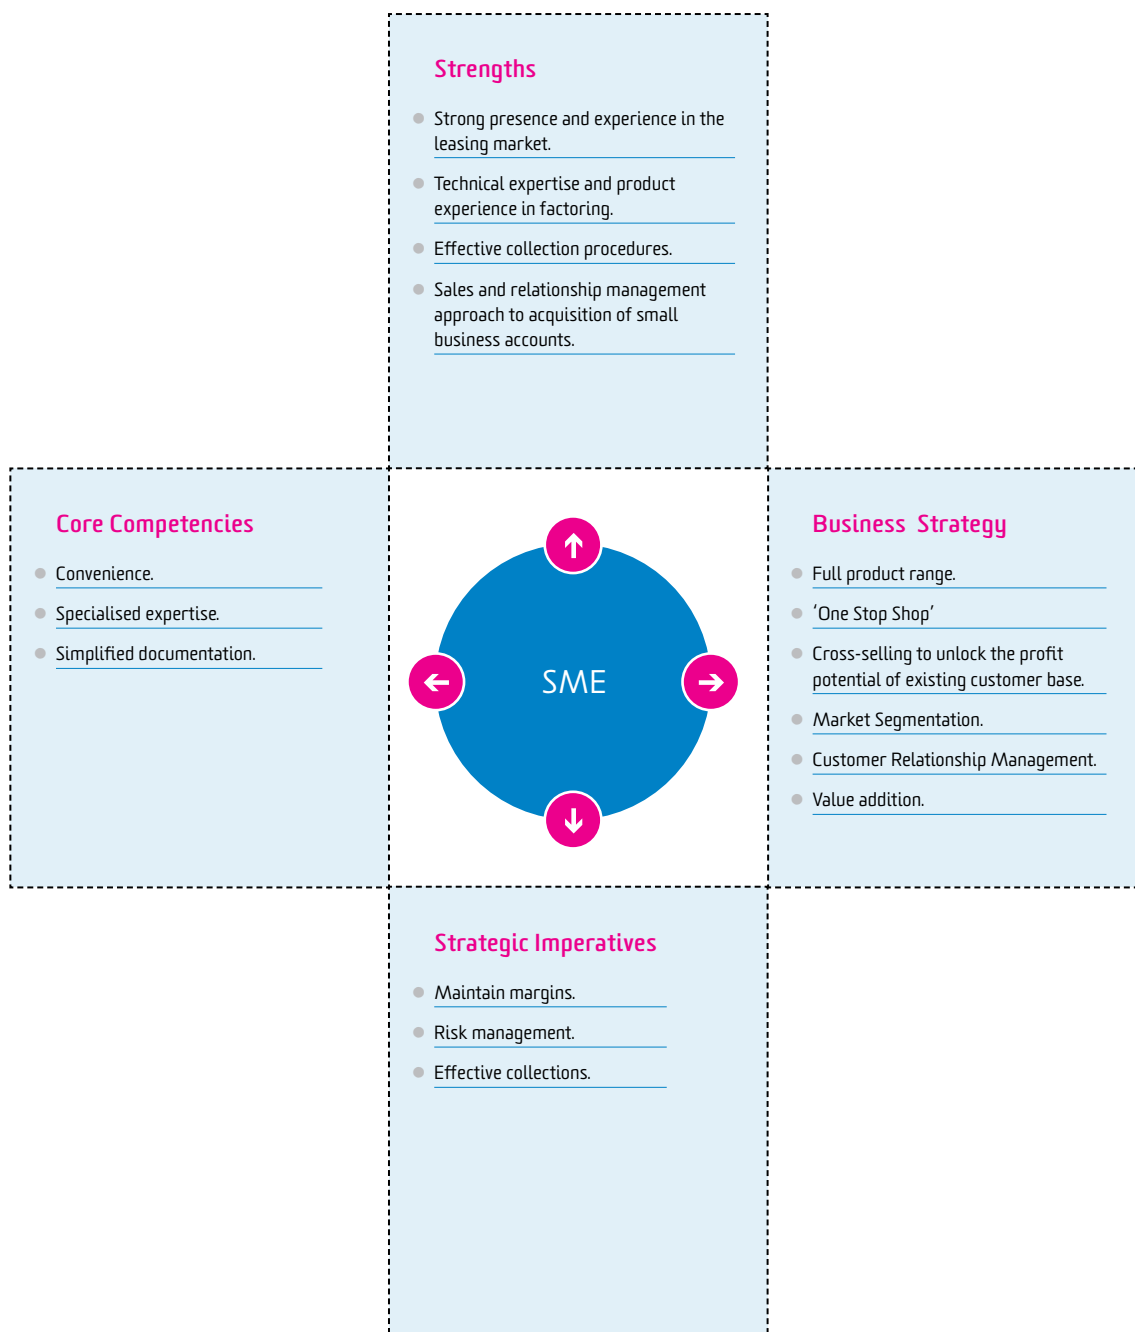 Strengths
Strong presence and experience in the
leasing market.
Technical expertise and product
experience in factoring.
Effective collection procedures.
Sales and relationship management
approach to acquisition of small
business accounts.
Core Competencies
Convenience.
Specialised expertise.
Simplified documentation.
SME
Business Strategy
Full product range.
‘One Stop Shop’
Cross-selling to unlock the profit
potential of existing customer base.
Market Segmentation.
Customer Relationship Management.
Value addition.
Strategic Imperatives
Maintain margins.
Risk management.
Effective collections.